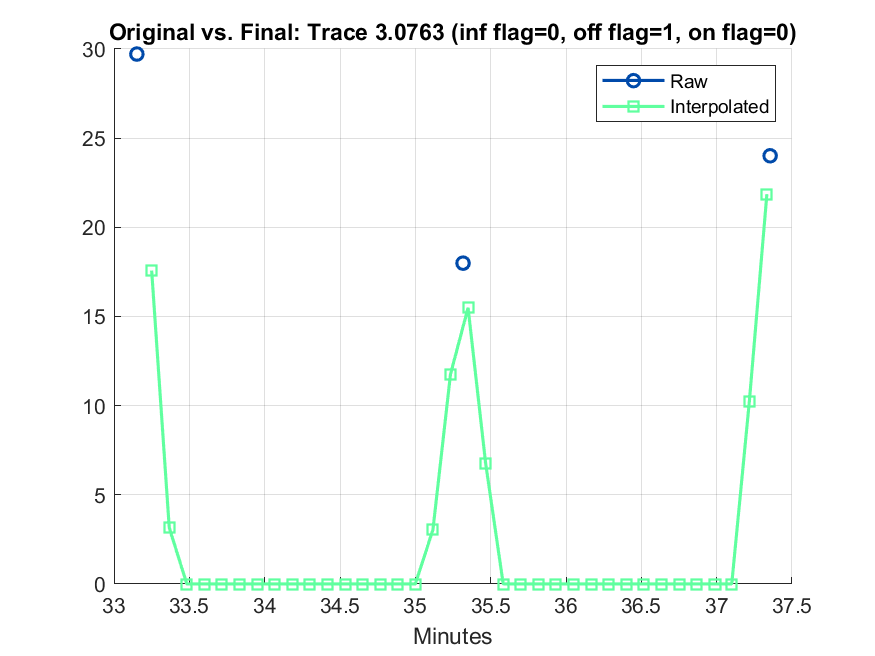 Original vs. Final: Trace 3.0763 (inf flag=0, off flag=1, on flag=0)
30
25
20
15
10
5
0
Raw
Interpolated
33 33.5 34 34.5 35 35.5 36 36.5 37 37.5
Minutes